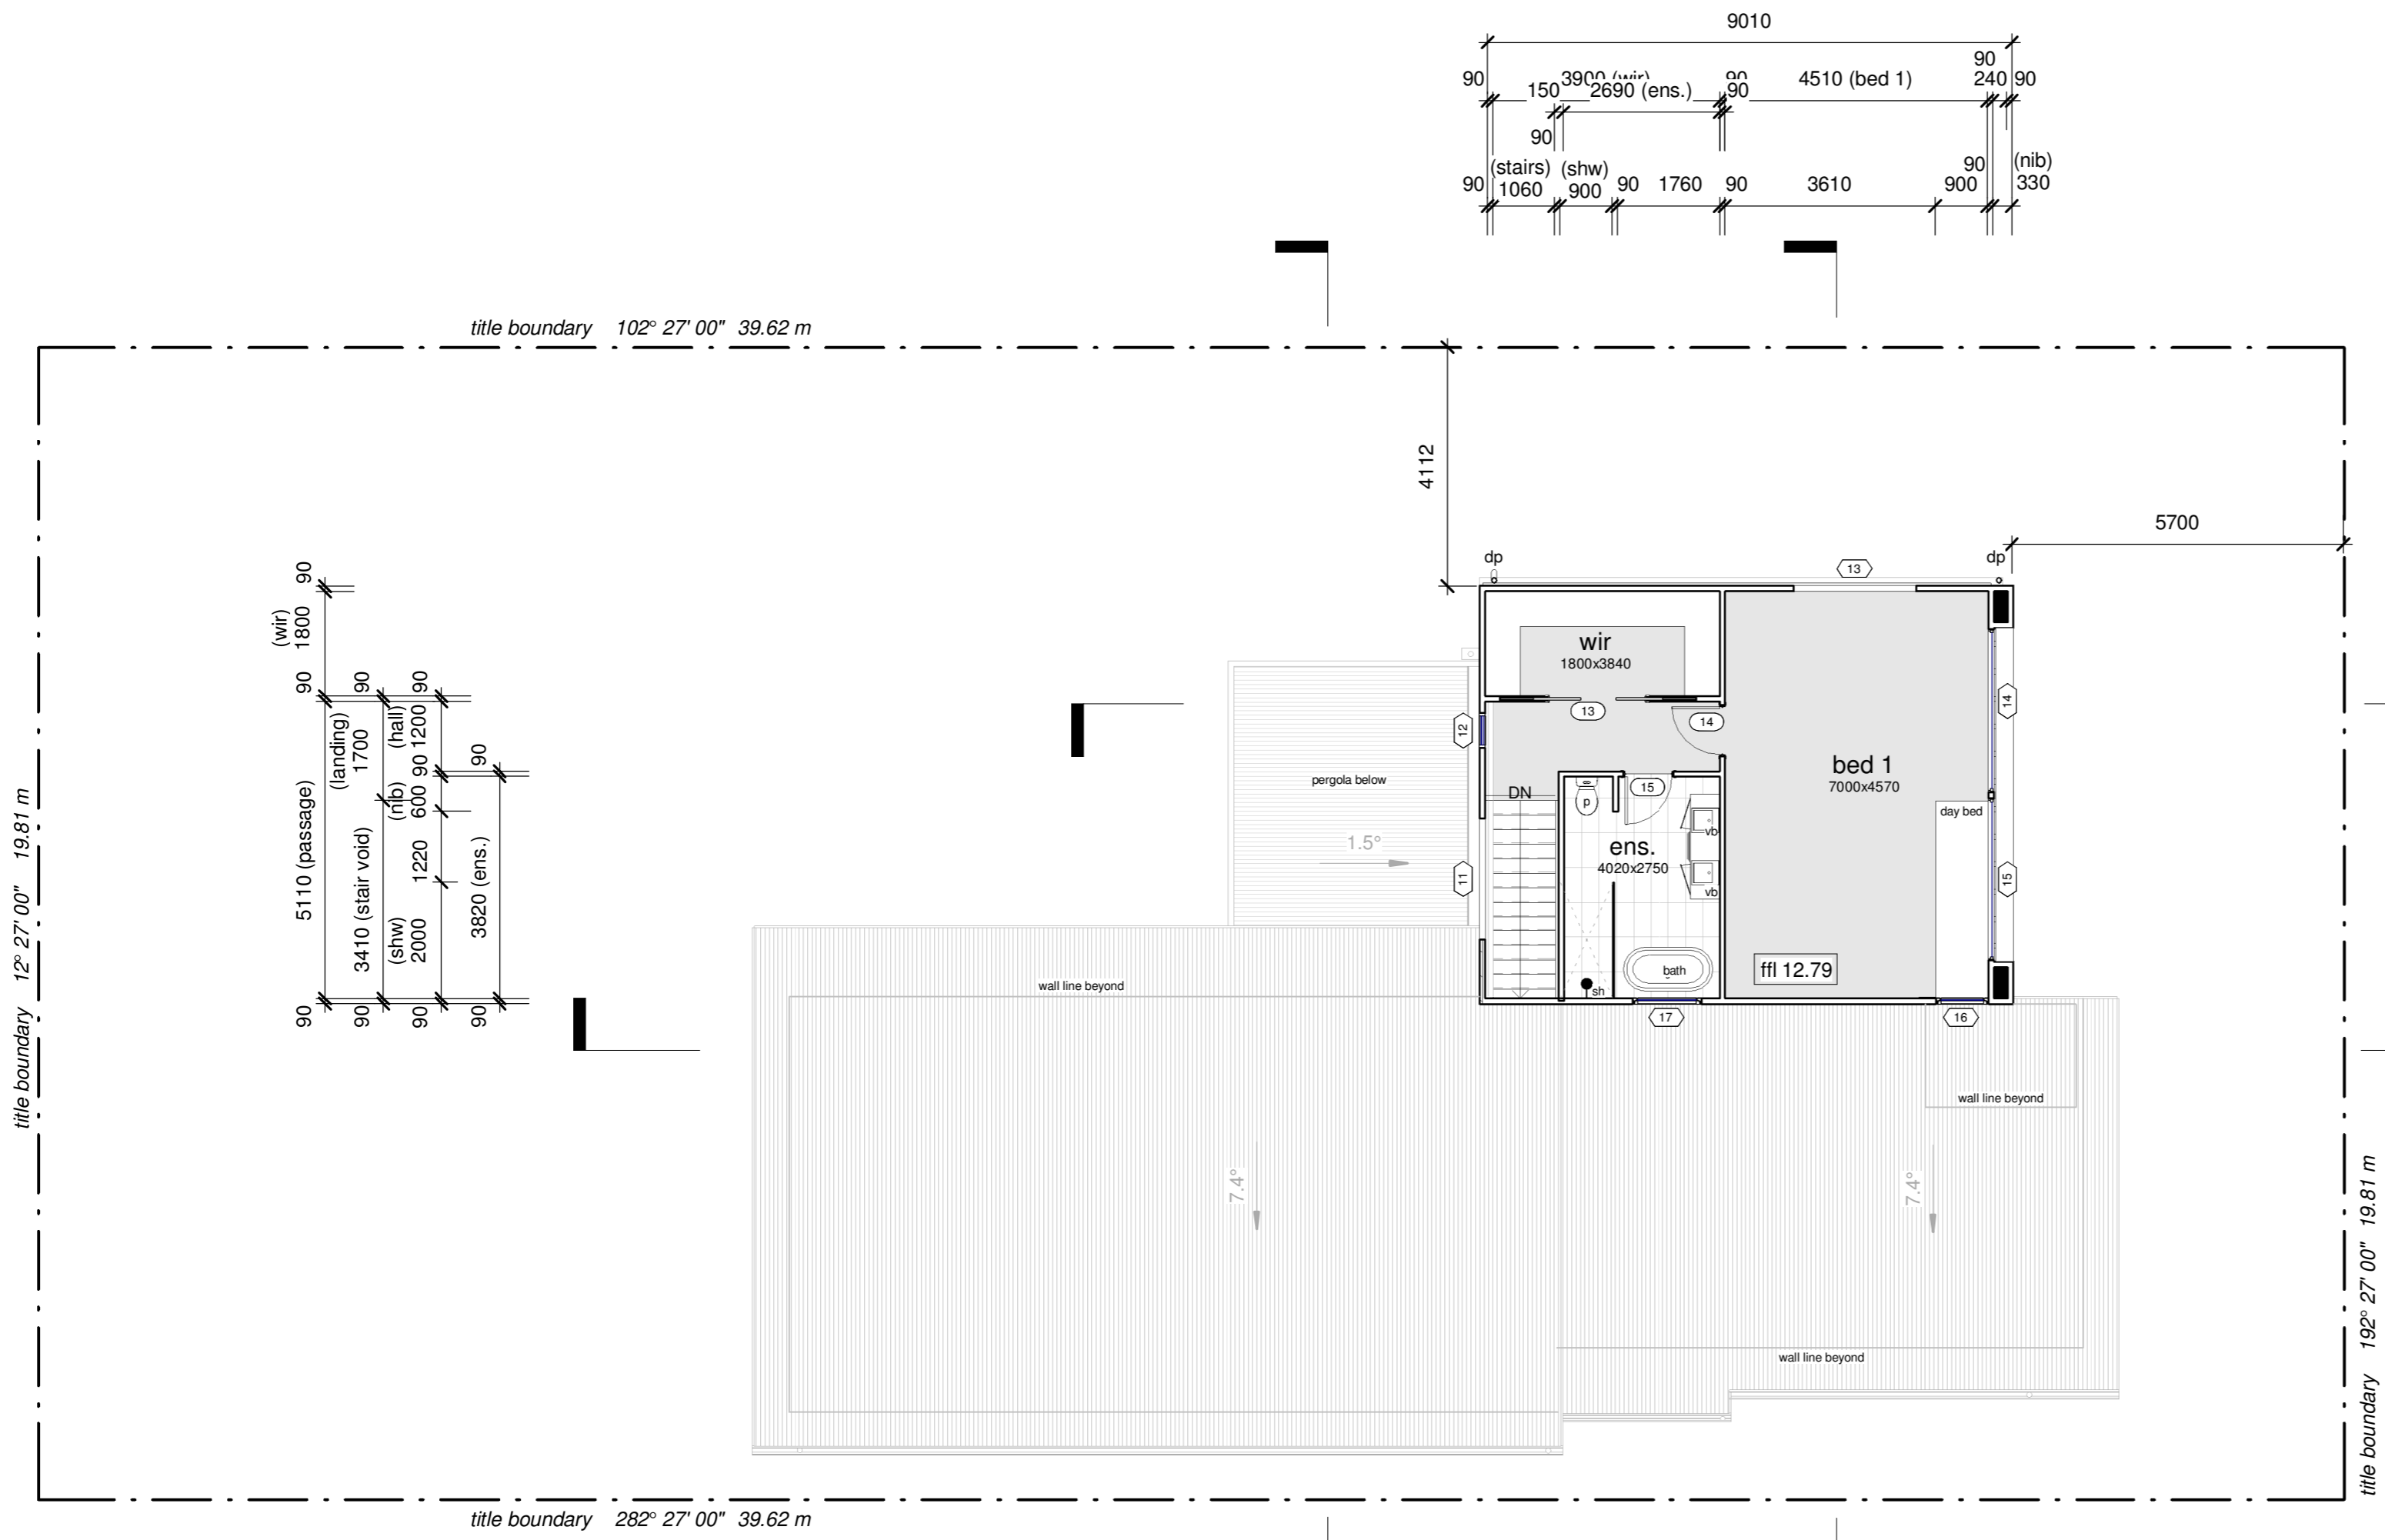 9010
90
90 3900 (wir) 90 4510 (bed 1) 240 90
150 2690 (ens.) 90
90
(stairs) (shw) 90 (nib)
90 1060 900 90 1760 90 3610 900 330
title boundary 102° 27' 00" 39.62 m
4112
5700
dp
dp
13
90
(wir)
1800
90
90
90
wir
1800x3840
13
14
12
14
(landing)
1700
(hall)
1200
90
90
5110 (passage)
(nib)
600
3410 (stair void)
1220
3820 (ens.)
(shw)
2000
90
90
90
90
pergola below
1.5°
DN
p
15
vb
ens.
4020x2750
vb
bed 1
7000x4570
day bed
11
15
bath
sh
ffl 12.79
17
16
wall line beyond
wall line beyond
7.4°
7.4°
wall line beyond
title boundary 12° 27' 00" 19.81 m
title boundary 192° 27' 00" 19.81 m
title boundary 282° 27' 00" 39.62 m